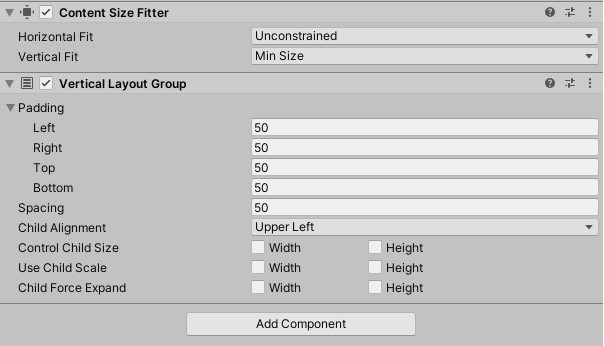 Content Size Fitter
Horizontal Fit Unconstrained
Vertical Fit Min Size
Vertical Layout Group
Padding
Left 50
Right 50
Top 50
Bottom 50
Spacing 50
Child Alignment Upper Left
Control Child Size Width Height
Use Child Scale Width Height
Child Force Expand Width Height
Add Component